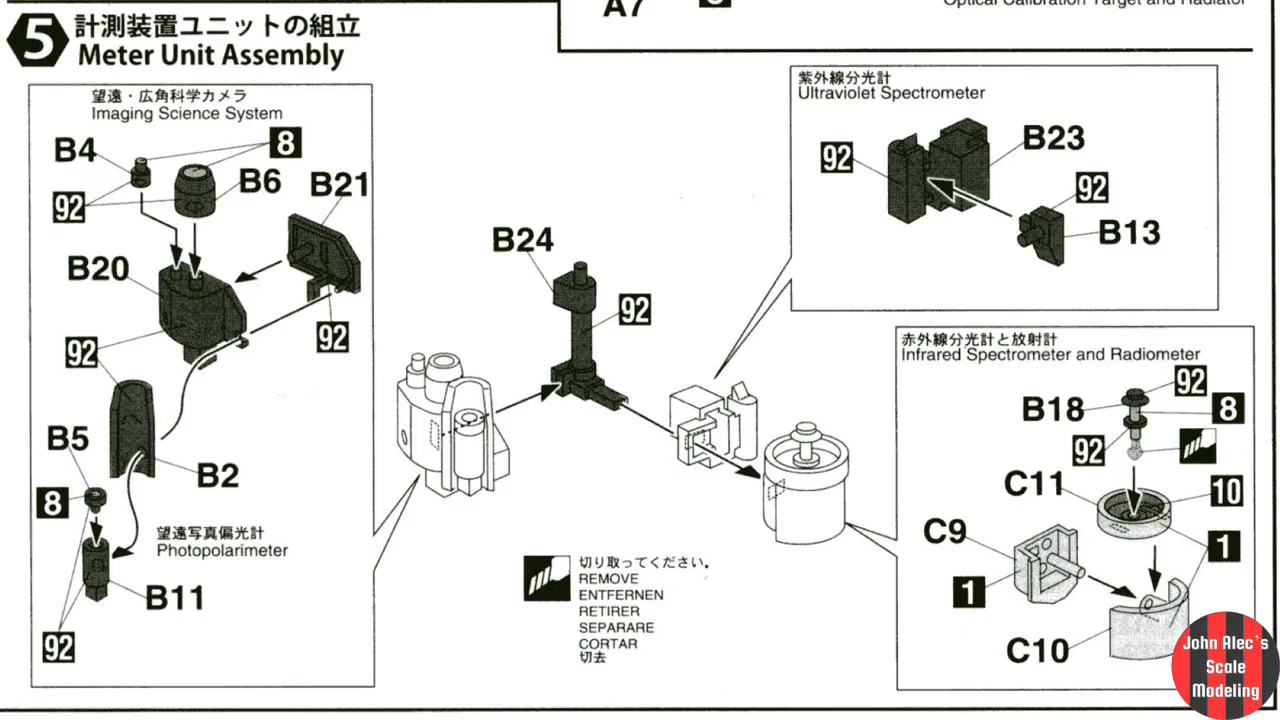 A7
Optical Calibration Target and Radiator
5
計測装置ユニットの組立
Meter Unit Assembly
望遠・広角科学カメラ
Imaging Science System
B4
8
92
B6
B21
B20
92
92
B5
B2
8
望遠写真偏光計
Photopolarimeter
B11
92
B24
92
切り取ってください。
REMOVE
ENTFERNEN
RETIRER
SEPARARE
CORTAR
切去
紫外線分光計
Ultraviolet Spectrometer
92
B23
92
B13
赤外線分光計と放射計
Infrared Spectrometer and Radiometer
92
B18
8
92
C11
10
C9
1
1
C10
John Alec's
Scale
Modeling